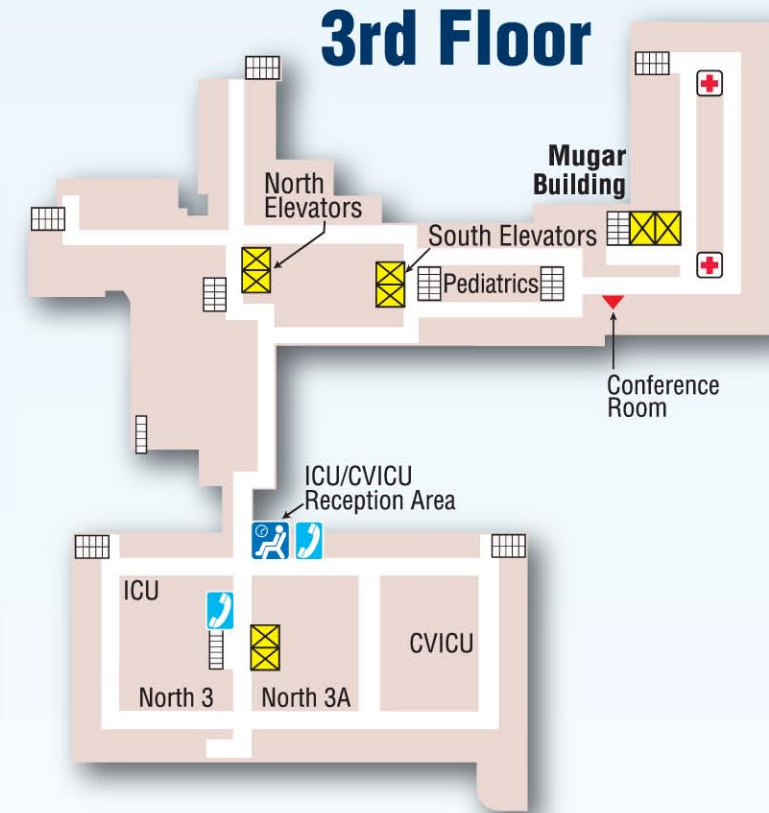 3rd Floor
Mugar
Building
North
Elevators
South Elevators
Pediatrics
Conference
Room
ICU/CVICU
Reception Area
ICU
CVICU
North 3
North 3A